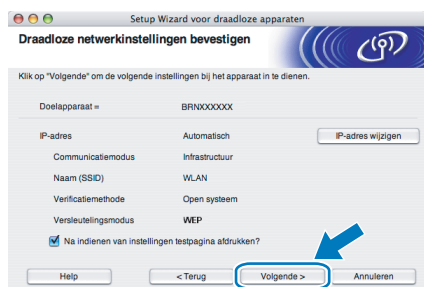 Setup Wizard voor draadloze apparaten
Draadloze netwerkinstellingen bevestigen
Klik op "Volgende" om de volgende instellingen bij het apparaat in te dienen.
Doelapparaat = BRNXXXXXX
IP-adres Automatisch IP-adres wijzigen
Communicatiemodus Infrastructuur
Naam (SSID) WLAN
Verificatiemethode Open systeem
Versleutelingsmodus WEP
Na indienen van instellingen testpagina afdrukken?
Help < Terug Volgende > Annuleren